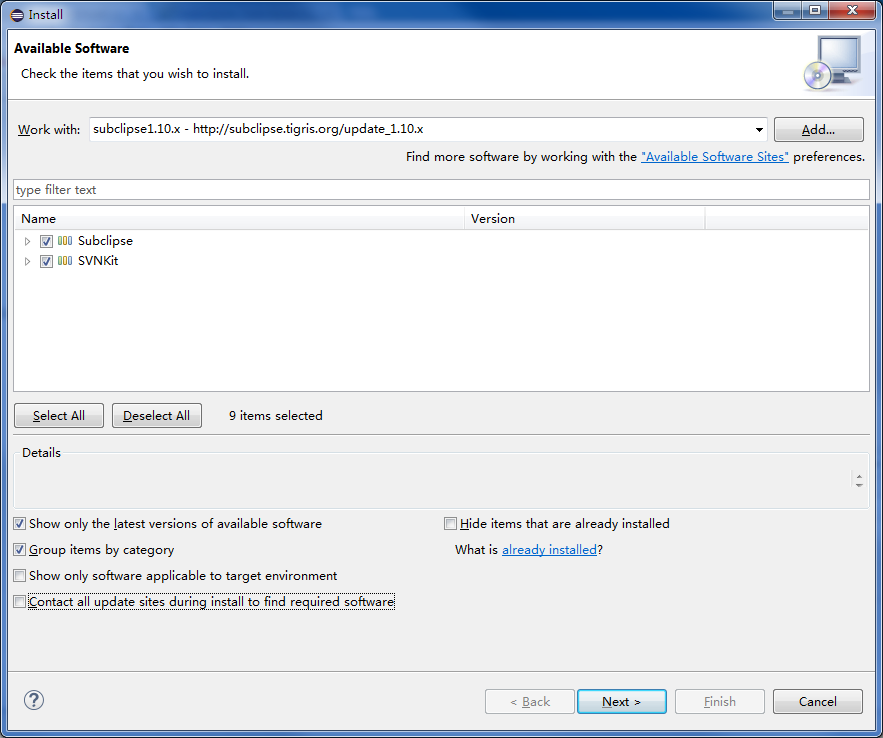 Install
Available Software
Check the items that you wish to install.
Work with: subclipse1.10.x - http://subclipse.tigris.org/update_1.10.x Add...
Find more software by working with the "Available Software Sites" preferences.
type filter text
Name Version
Subclipse
SVNKit
Select All Deselect All 9 items selected
Details
Show only the latest versions of available software Hide items that are already installed
Group items by category What is already installed?
Show only software applicable to target environment
Contact all update sites during install to find required software
? < Back Next > Finish Cancel